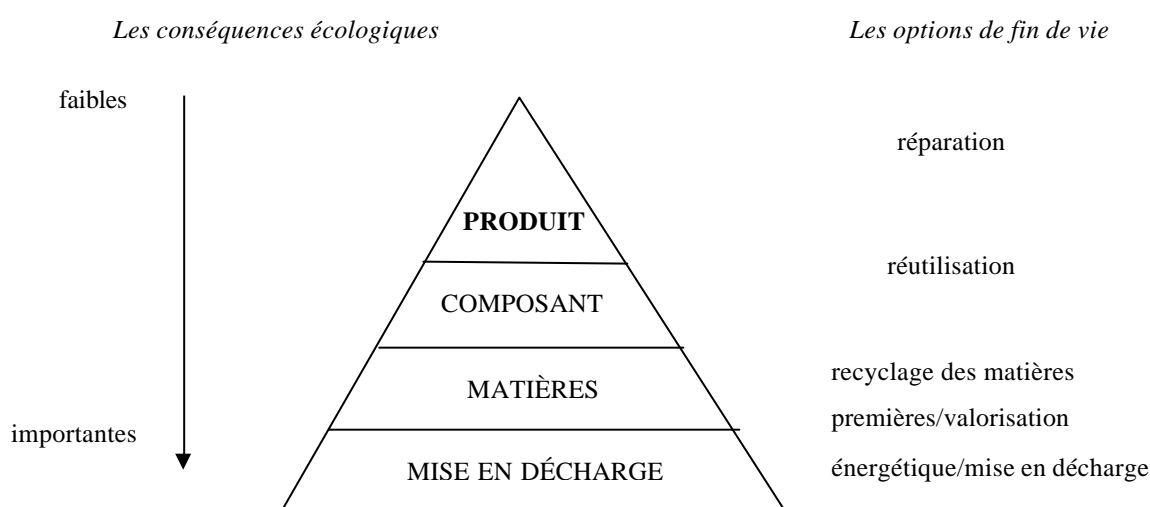 Les conséquences écologiques
Les options de fin de vie
faibles
réparation
PRODUIT
réutilisation
COMPOSANT
recyclage des matières
MATIÈRES
premières/valorisation
importantes
énergétique/mise en décharge
MISE EN DÉCHARGE